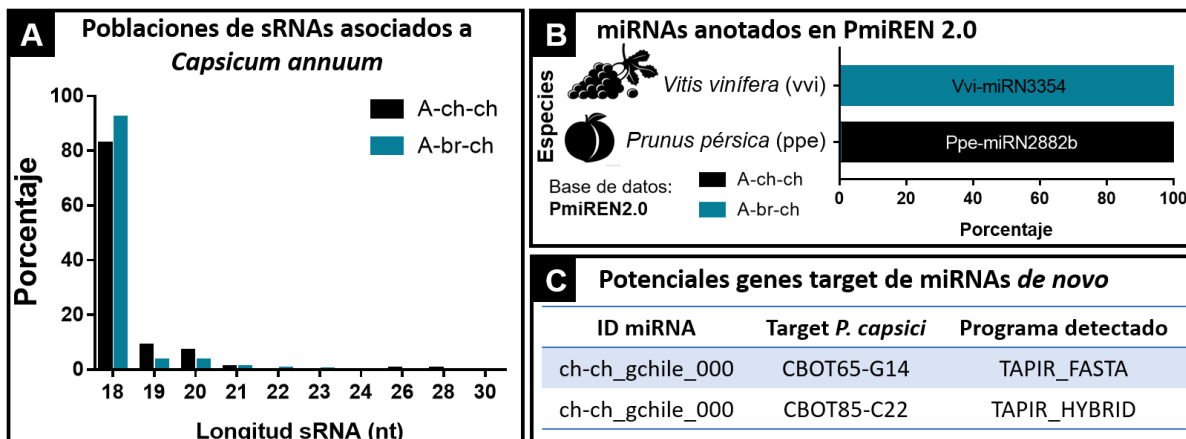 A
Poblaciones de sRNAs asociados a
Capsicum annuum
Porcentaje
100
80
60
40
20
0
A-ch-ch
A-br-ch
18 19 20 21 22 23 24 26 28 30
Longitud sRNA (nt)
B
miRNAs anotados en PmiREN 2.0
Especies
Vitis vinífera (vvi)
Vvi-miRN3354
Prunus pérsica (ppe)
Ppe-miRN2882b
Base de datos:
PmiREN2.0
A-ch-ch
A-br-ch
0 20 40 60 80 100
Porcentaje
C
Potenciales genes target de miRNAs de novo
ID miRNA Target P. capsici Programa detectado
ch-ch_gchile_000 CBOT65-G14 TAPIR_FASTA
ch-ch_gchile_000 CBOT85-C22 TAPIR_HYBRID